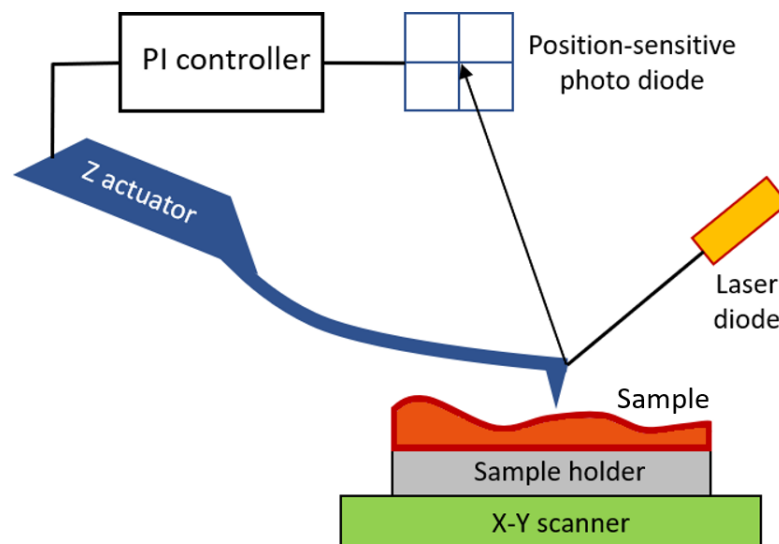 PI controller
Position-sensitive
photo diode
Z actuator
Laser
diode
Sample
Sample holder
X-Y scanner